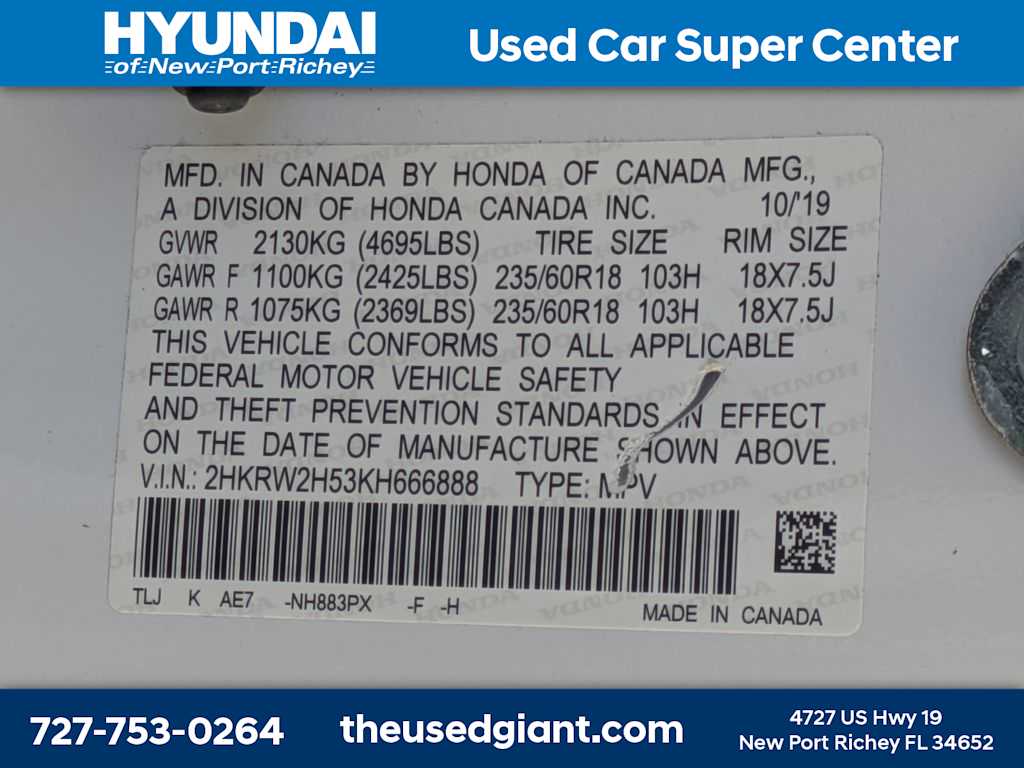 HYUNDAI
of New Port Richey
Used Car Super Center
MFD. IN CANADA BY HONDA OF CANADA MFG.,
A DIVISION OF HONDA CANADA INC. 10/'19
GVWR 2130KG (4695LBS) TIRE SIZE RIM SIZE
GAWR F 1100KG (2425LBS) 235/60R18 103H 18X7.5J
GAWR R 1075KG (2369LBS) 235/60R18 103H 18X7.5J
THIS VEHICLE CONFORMS TO ALL APPLICABLE
FEDERAL MOTOR VEHICLE SAFETY
AND THEFT PREVENTION STANDARDS IN EFFECT
ON THE DATE OF MANUFACTURE SHOWN ABOVE.
V.I.N.: 2HKRW2H53KH666888 TYPE: MPV
TLJ K AE7 -NH883PX -F -H
MADE IN CANADA
727-753-0264
theusedgiant.com
4727 US Hwy 19
New Port Richey FL 34652